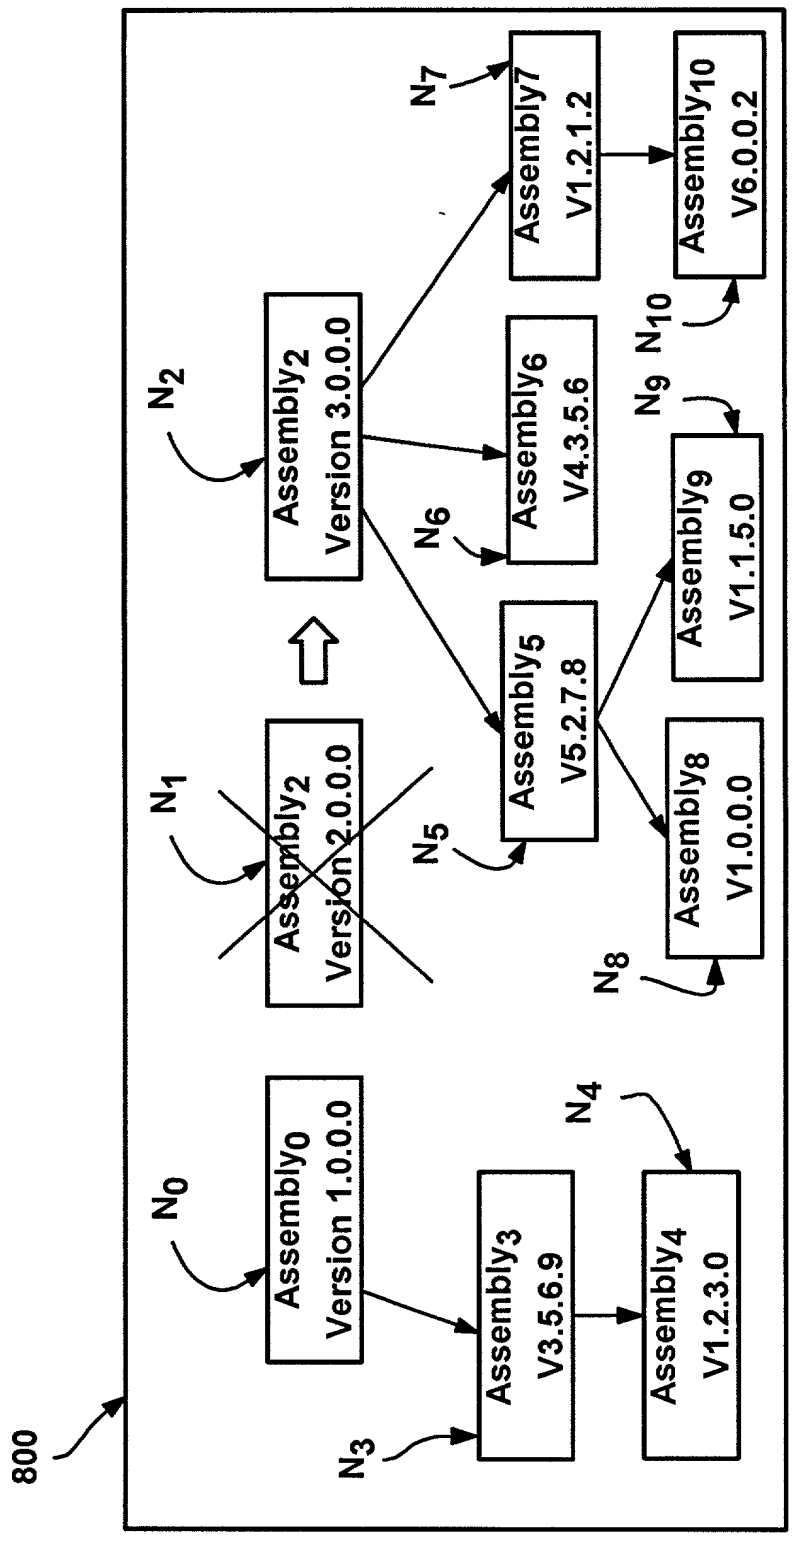 800
N0
Assembly0
Version 1.0.0.0
N1
Assembly2
Version 2.0.0.0
N2
Assembly2
Version 3.0.0.0
N3
Assembly3
V3.5.6.9
N4
Assembly4
V1.2.3.0
N5
Assembly5
V5.2.7.8
N6
Assembly6
V4.3.5.6
N7
Assembly7
V1.2.1.2
N8
Assembly8
V1.0.0.0
N9
Assembly9
V1.1.5.0
N10
Assembly10
V6.0.0.2